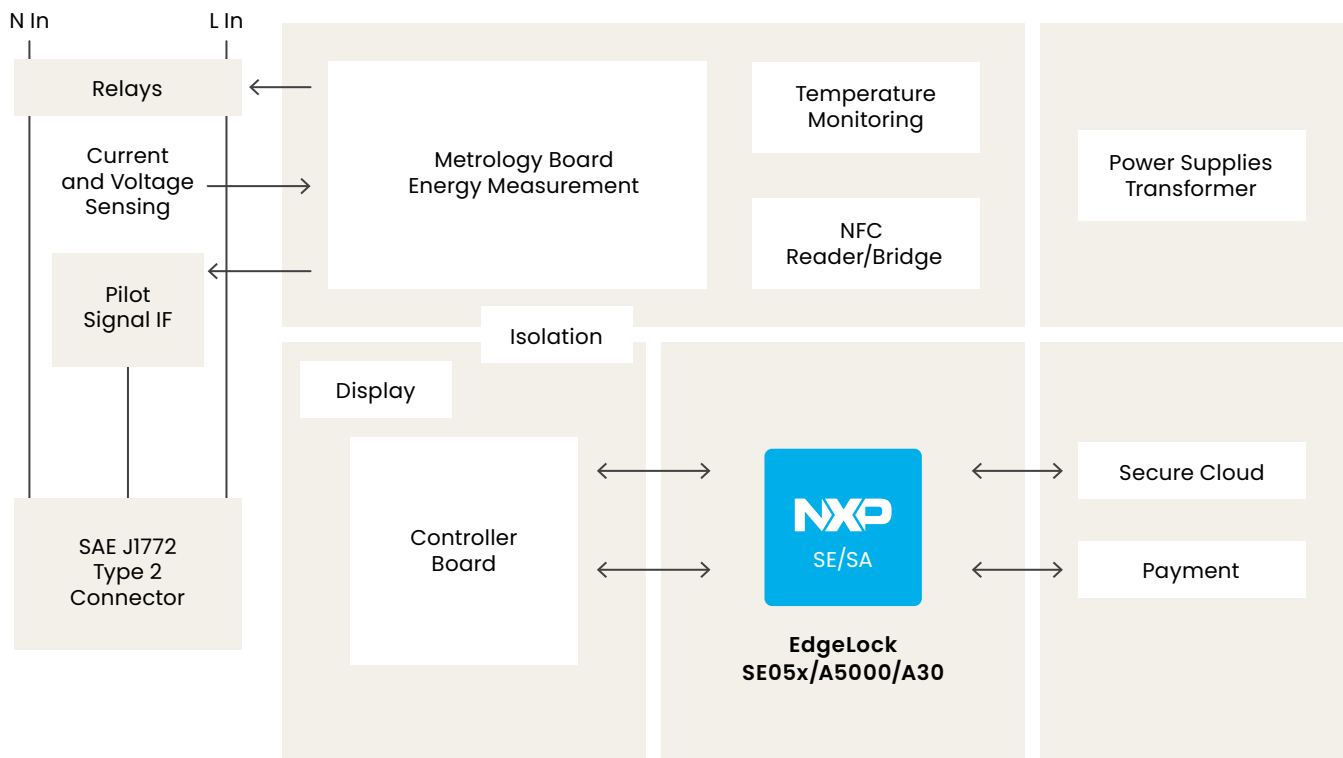 N In
L In
Relays
Current
and Voltage
Sensing
Pilot
Signal IF
SAE J1772
Type 2
Connector
Metrology Board
Energy Measurement
Temperature
Monitoring
NFC
Reader/Bridge
Power Supplies
Transformer
Isolation
Display
Controller
Board
NXP
SE/SA
EdgeLock
SE05x/A5000/A30
Secure Cloud
Payment